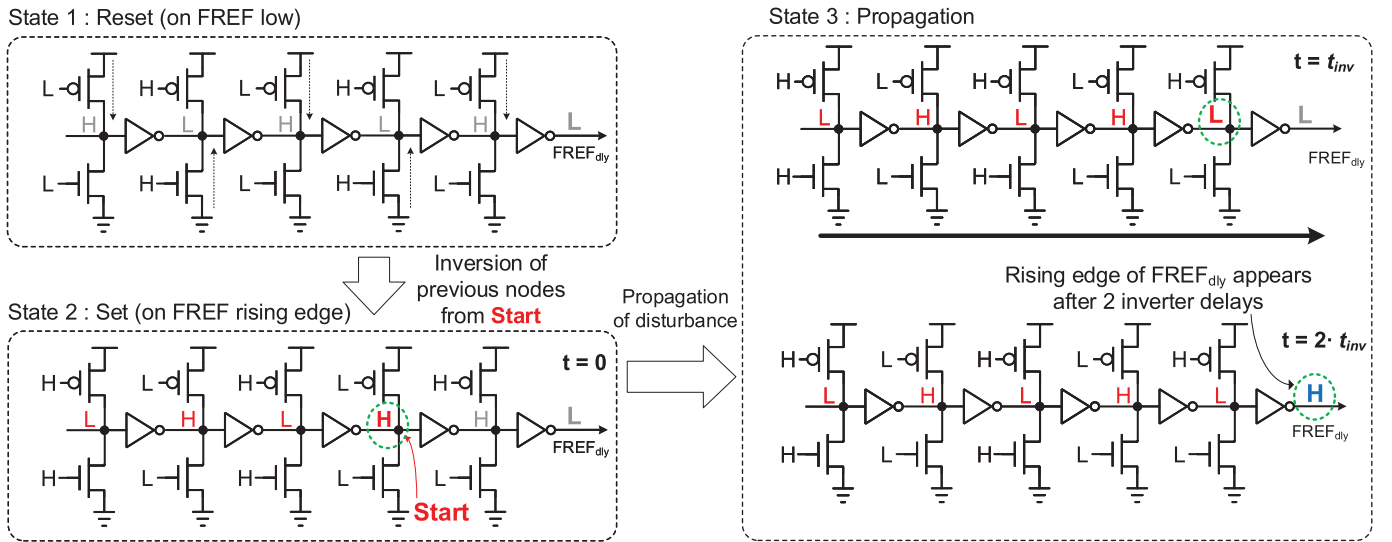 State 1 : Reset (on FREF low)
L H L H L
H L H L H L
FREFdly
L H L H L
Inversion of
previous nodes
from Start
State 2 : Set (on FREF rising edge)
t = 0
H L H L H
L H L H H L
FREFdly
H L H L L
Start
Propagation
of disturbance
State 3 : Propagation
t = tinv
H H H H H
L H L H L L
FREFdly
H L H L L
Rising edge of FREFdly appears
after 2 inverter delays
t = 2· tinv
H H H H H
L H L H L H
FREFdly
H L H L L